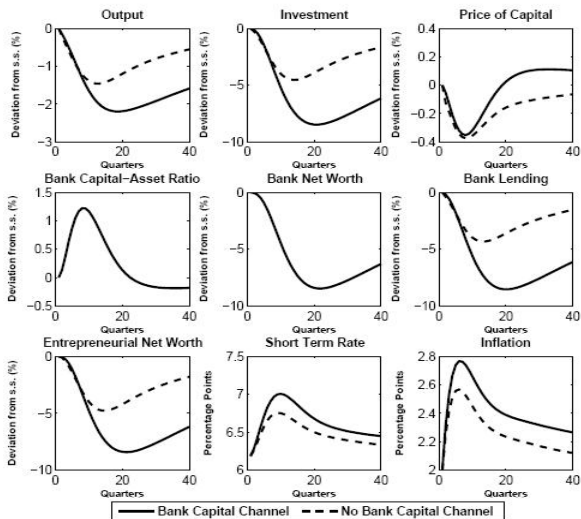 Output
Investment
Price of Capital
Deviation from s.s. (%)
0
−1
−2
−3
0
20
40
Quarters
Deviation from s.s. (%)
0
−5
−10
0
20
40
Quarters
Deviation from s.s. (%)
0.4
0.2
0
−0.2
−0.4
0
20
40
Quarters
Bank Capital−Asset Ratio
Bank Net Worth
Bank Lending
Deviation from s.s. (%)
1.5
1
0.5
0
−0.5
0
20
40
Quarters
Deviation from s.s. (%)
0
−5
−10
0
20
40
Quarters
Deviation from s.s. (%)
0
−5
−10
0
20
40
Quarters
Entrepreneurial Net Worth
Short Term Rate
Inflation
Deviation from s.s. (%)
0
−5
−10
0
20
40
Quarters
Percentage Points
7.5
7
6.5
6
0
20
40
Quarters
Percentage Points
2.8
2.6
2.4
2.2
2
0
20
40
Quarters
Bank Capital Channel
No Bank Capital Channel